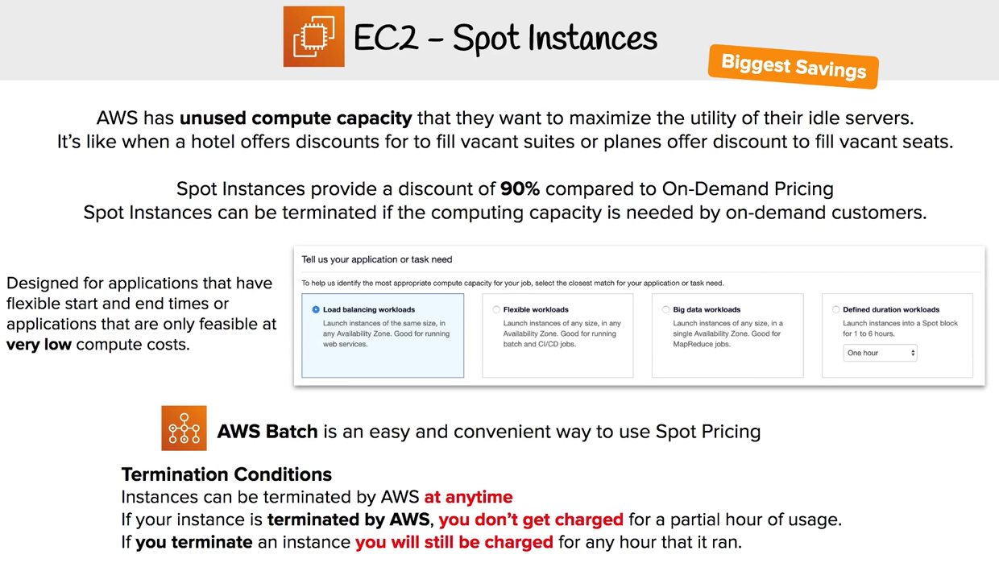 EC2 – Spot Instances
Biggest Savings
AWS has unused compute capacity that they want to maximize the utility of their idle servers.
It's like when a hotel offers discounts for to fill vacant suites or planes offer discount to fill vacant seats.
Spot Instances provide a discount of 90% compared to On-Demand Pricing
Spot Instances can be terminated if the computing capacity is needed by on-demand customers.
Designed for applications that have
flexible start and end times or
applications that are only feasible at
very low compute costs.
Tell us your application or task need
To help us identify the most appropriate compute capacity for your job, select the closest match for your application or task need.
Load balancing workloads
Launch instances of the same size, in
any Availability Zone. Good for running
web services.
Flexible workloads
Launch instances of any size, in any
Availability Zone. Good for running
batch and CI/CD jobs.
Big data workloads
Launch instances of any size, in a
single Availability Zone. Good for
MapReduce jobs.
Defined duration workloads
Launch instances into a Spot block
for 1 to 6 hours.
One hour
AWS Batch is an easy and convenient way to use Spot Pricing
Termination Conditions
Instances can be terminated by AWS at anytime
If your instance is terminated by AWS, you don't get charged for a partial hour of usage.
If you terminate an instance you will still be charged for any hour that it ran.